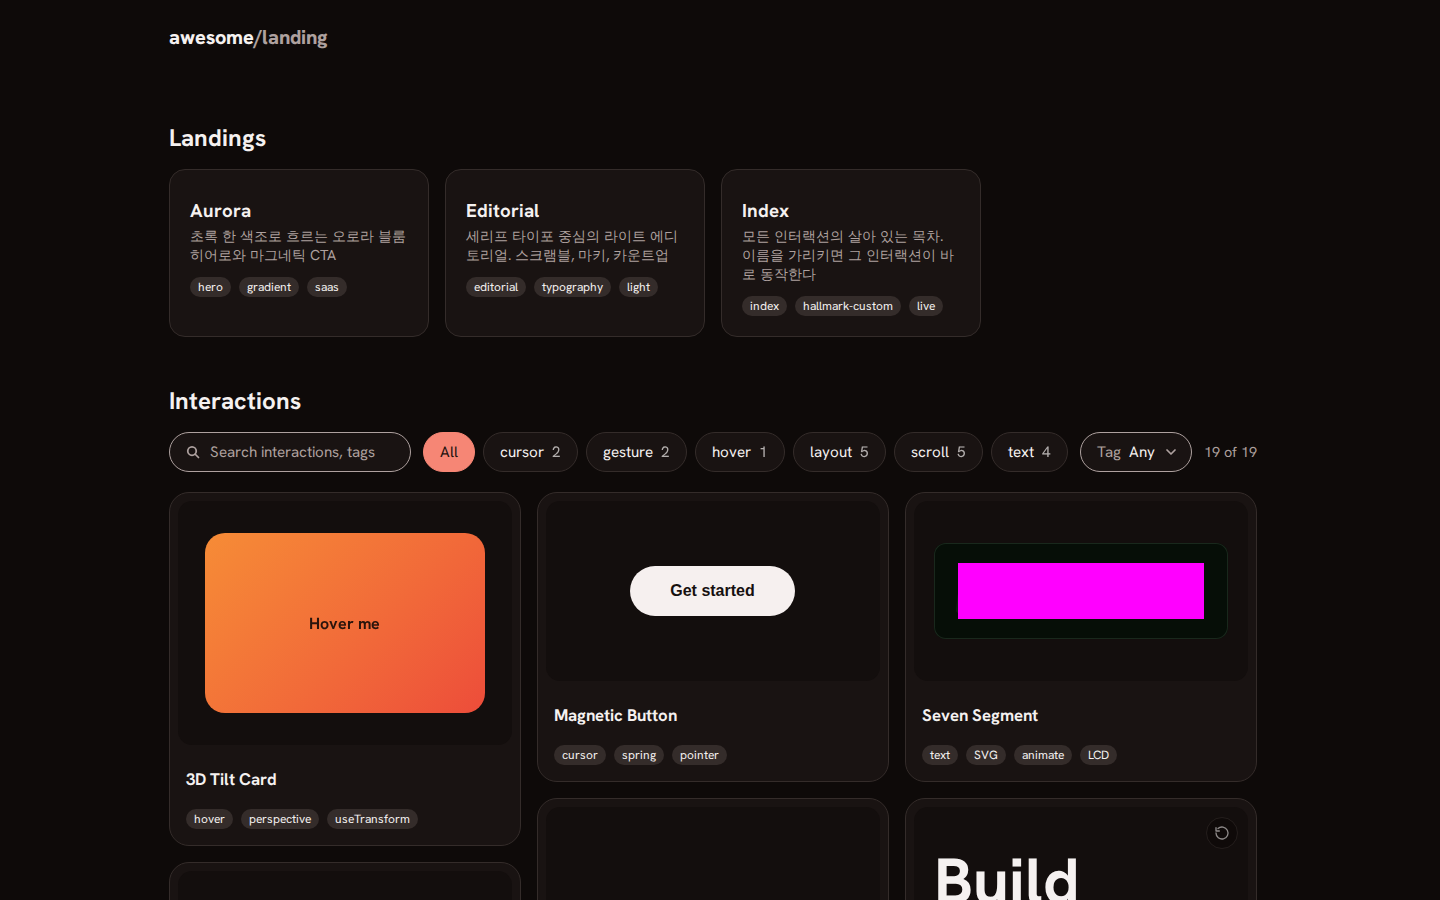 awesome/landing
Landings
Aurora
초록 한 색조로 흐르는 오로라 블룸
히어로와 마그네틱 CTA
hero gradient saas
Editorial
세리프 타이포 중심의 라이트 에디
토리얼. 스크램블, 마키, 카운트업
editorial typography light
Index
모든 인터랙션의 살아 있는 목차.
이름을 가리키면 그 인터랙션이 바
로 동작한다
index hallmark-custom live
Interactions
Search interactions, tags All cursor 2 gesture 2 hover 1 layout 5 scroll 5 text 4 Tag Any 19 of 19
Hover me
3D Tilt Card
hover perspective useTransform
Get started
Magnetic Button
cursor spring pointer
Seven Segment
text SVG animate LCD
Build